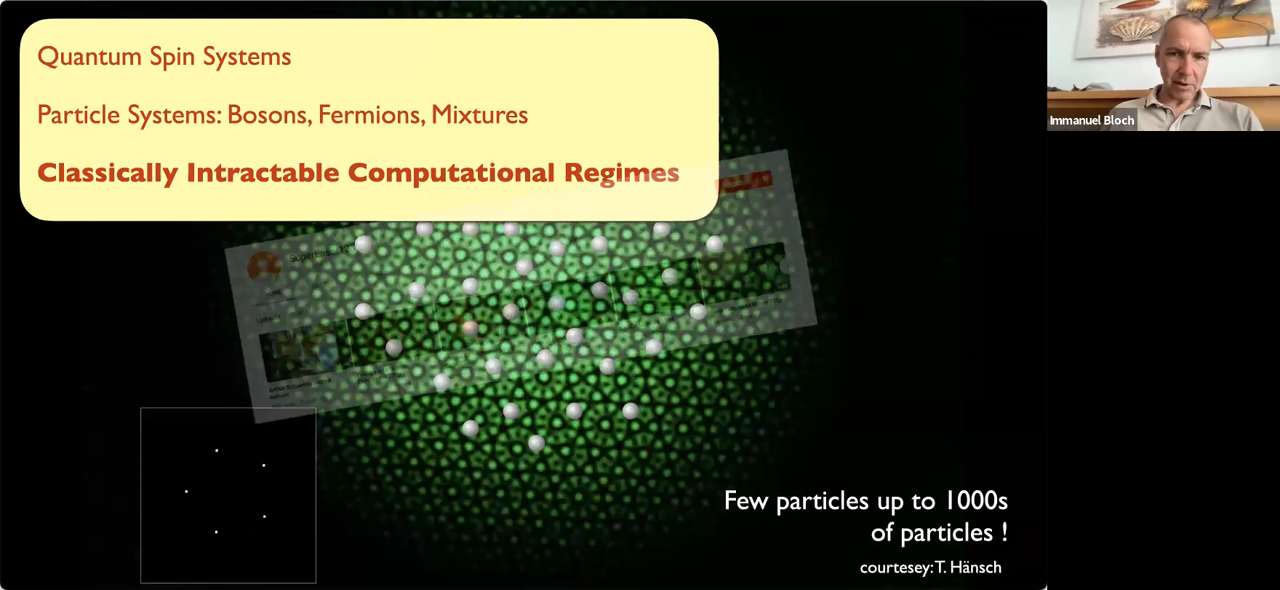 Quantum Spin Systems
Particle Systems: Bosons, Fermions, Mixtures
Classically Intractable Computational Regimes
Immanuel Bloch
Few particles up to 1000s
of particles !
courtesey:T. Hänsch